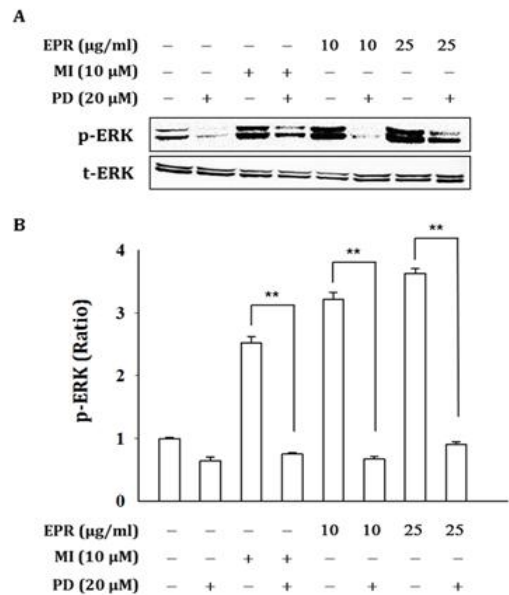 A
EPR (μg/ml) – – – – 10 10 25 25
MI (10 μM) – – + + – – – –
PD (20 μM) – + – + – + – +
p-ERK
t-ERK
B
4
3
2
1
0
p-ERK (Ratio)
** ** **
EPR (μg/ml) – – – – 10 10 25 25
MI (10 μM) – – + + – – – –
PD (20 μM) – + – + – + – +